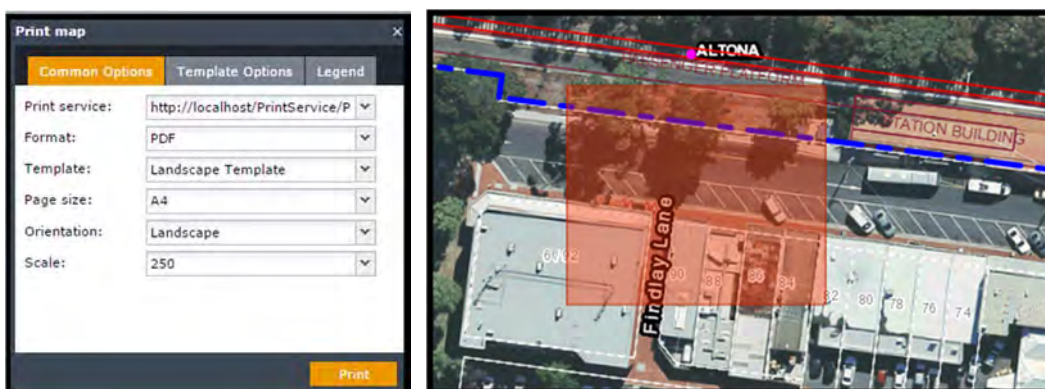 Print map
Common Options
Template Options
Legend
Print service:
http://localhost/PrintService/P
Format:
PDF
Template:
Landscape Template
Page size:
A4
Orientation:
Landscape
Scale:
250
Print
ALTONA
PASSENGER PLATFORM
STATION BUILDING
Findlay Lane
90
88
86
84
82
80
78
76
74